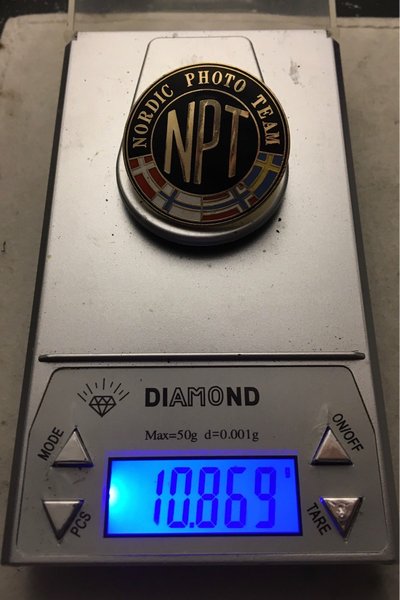 NORDIC PHOTO TEAM
NPT
DIAMOND
Max=50g d=0.001g
MODE
ON/OFF
10.869
PCS
TARE